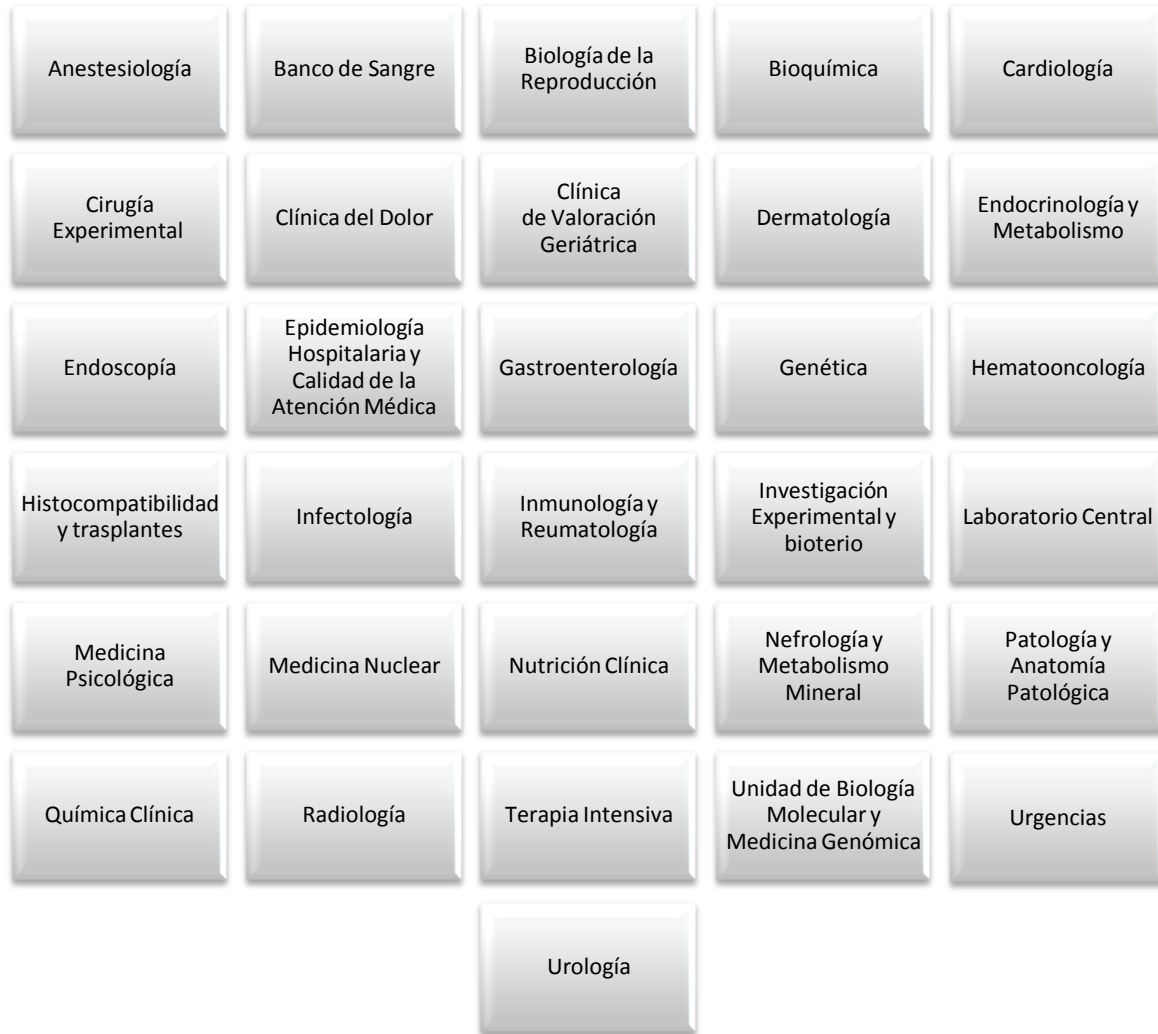 Anestesiología
Banco de Sangre
Biología de la
Reproducción
Bioquímica
Cardiología
Cirugía
Experimental
Clínica del Dolor
Clínica
de Valoración
Geriátrica
Dermatología
Endocrinología y
Metabolismo
Endoscopía
Epidemiología
Hospitalaria y
Calidad de la
Atención Médica
Gastroenterología
Genética
Hematooncología
Histocompatibilidad
y trasplantes
Infectología
Inmunología y
Reumatología
Investigación
Experimental y
bioterio
Laboratorio Central
Medicina
Psicológica
Medicina Nuclear
Nutrición Clínica
Nefrología y
Metabolismo
Mineral
Patología y
Anatomía
Patológica
Química Clínica
Radiología
Terapia Intensiva
Unidad de Biología
Molecular y
Medicina Genómica
Urgencias
Urología